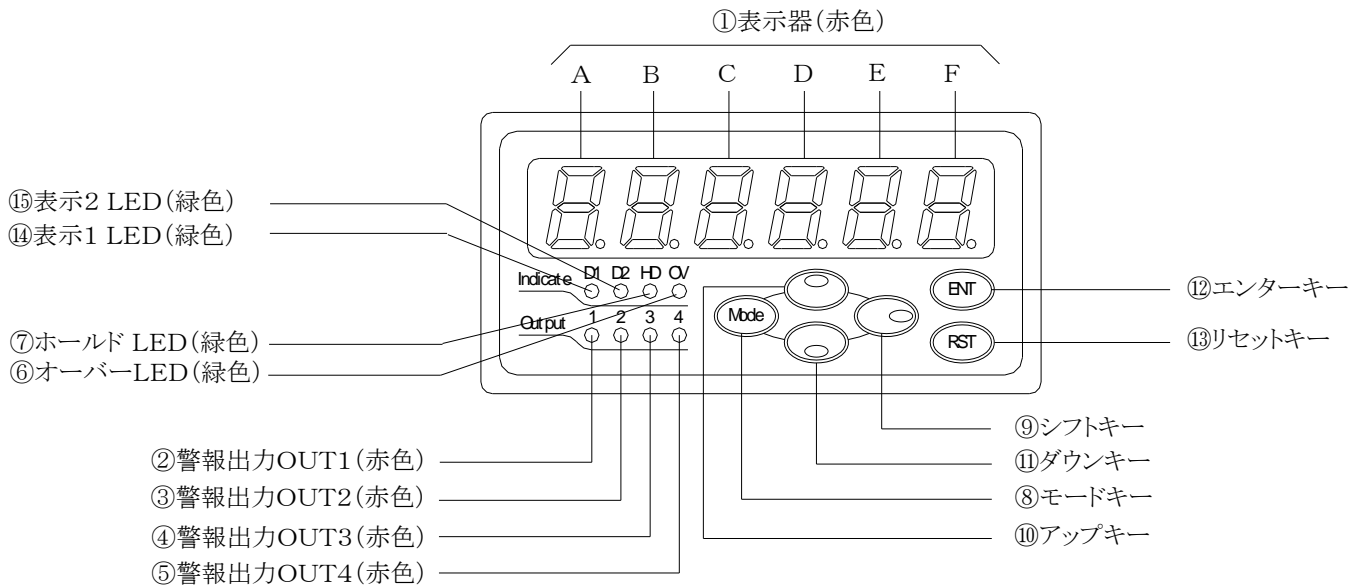 ①表示器(赤色)
A B C D E F
⑮表示2 LED(緑色)
⑭表示1 LED(緑色)
Indicate D1 D2 HD OV
ENT
⑫エンターキー
Output 1 2 3 4
Mode
⑦ホールド LED(緑色)
RST
⑬リセットキー
⑥オーバーLED(緑色)
⑨シフトキー
②警報出力OUT1(赤色)
⑪ダウンキー
③警報出力OUT2(赤色)
⑧モードキー
④警報出力OUT3(赤色)
⑩アップキー
⑤警報出力OUT4(赤色)